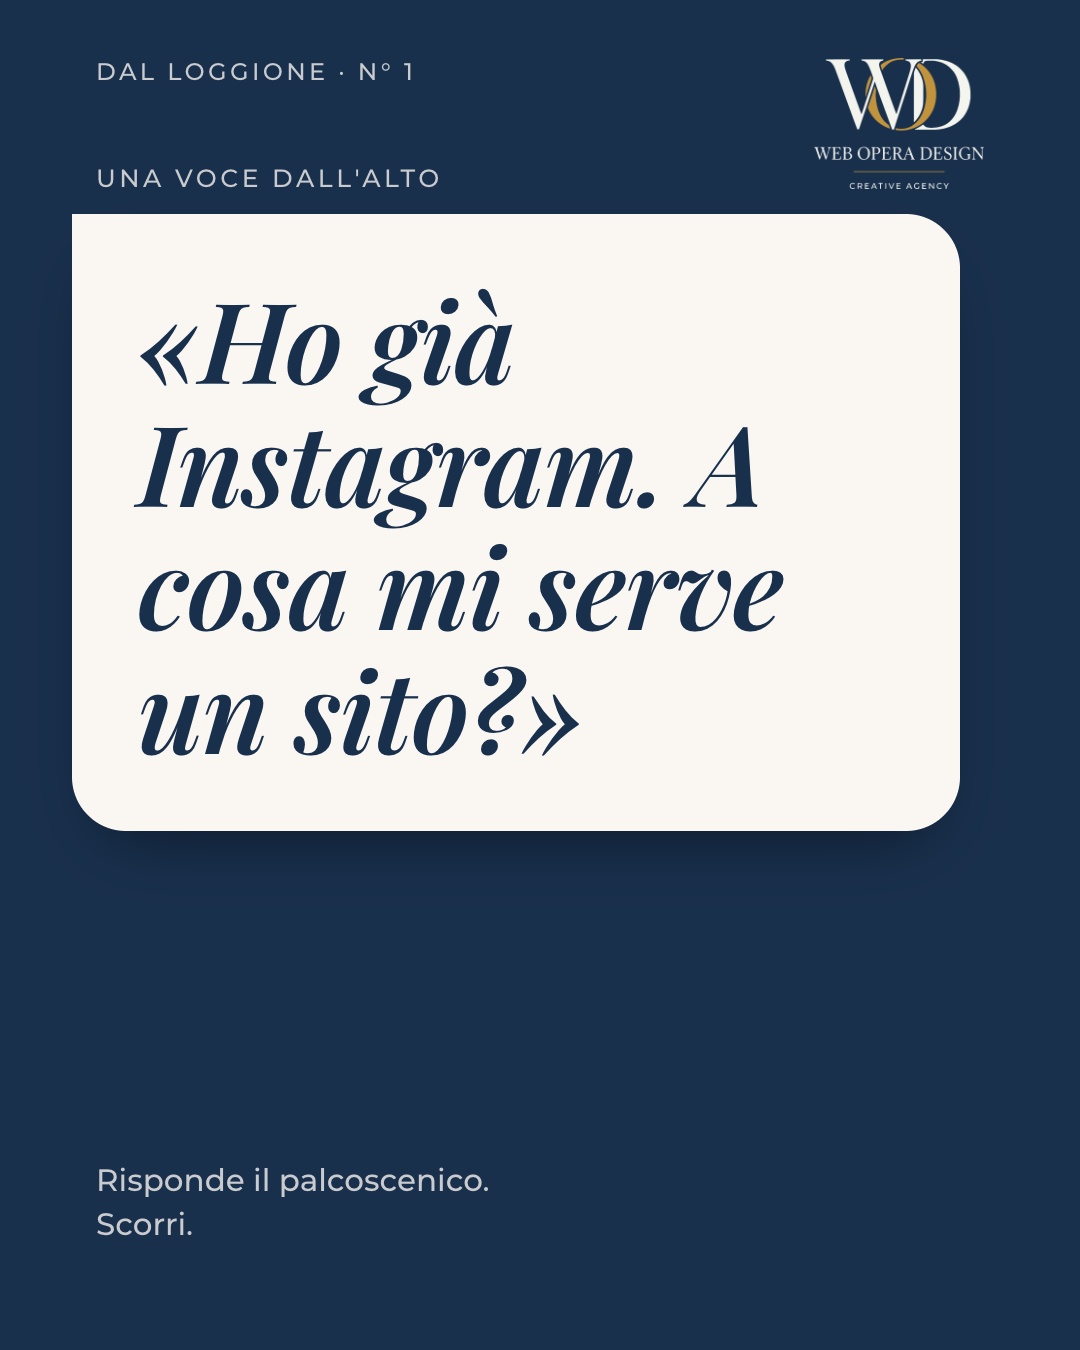 DAL LOGGIONE · N° 1
WOD
WEB OPERA DESIGN
CREATIVE AGENCY
UNA VOCE DALL'ALTO
«Ho già
Instagram. A
cosa mi serve
un sito?»
Risponde il palcoscenico.
Scorri.